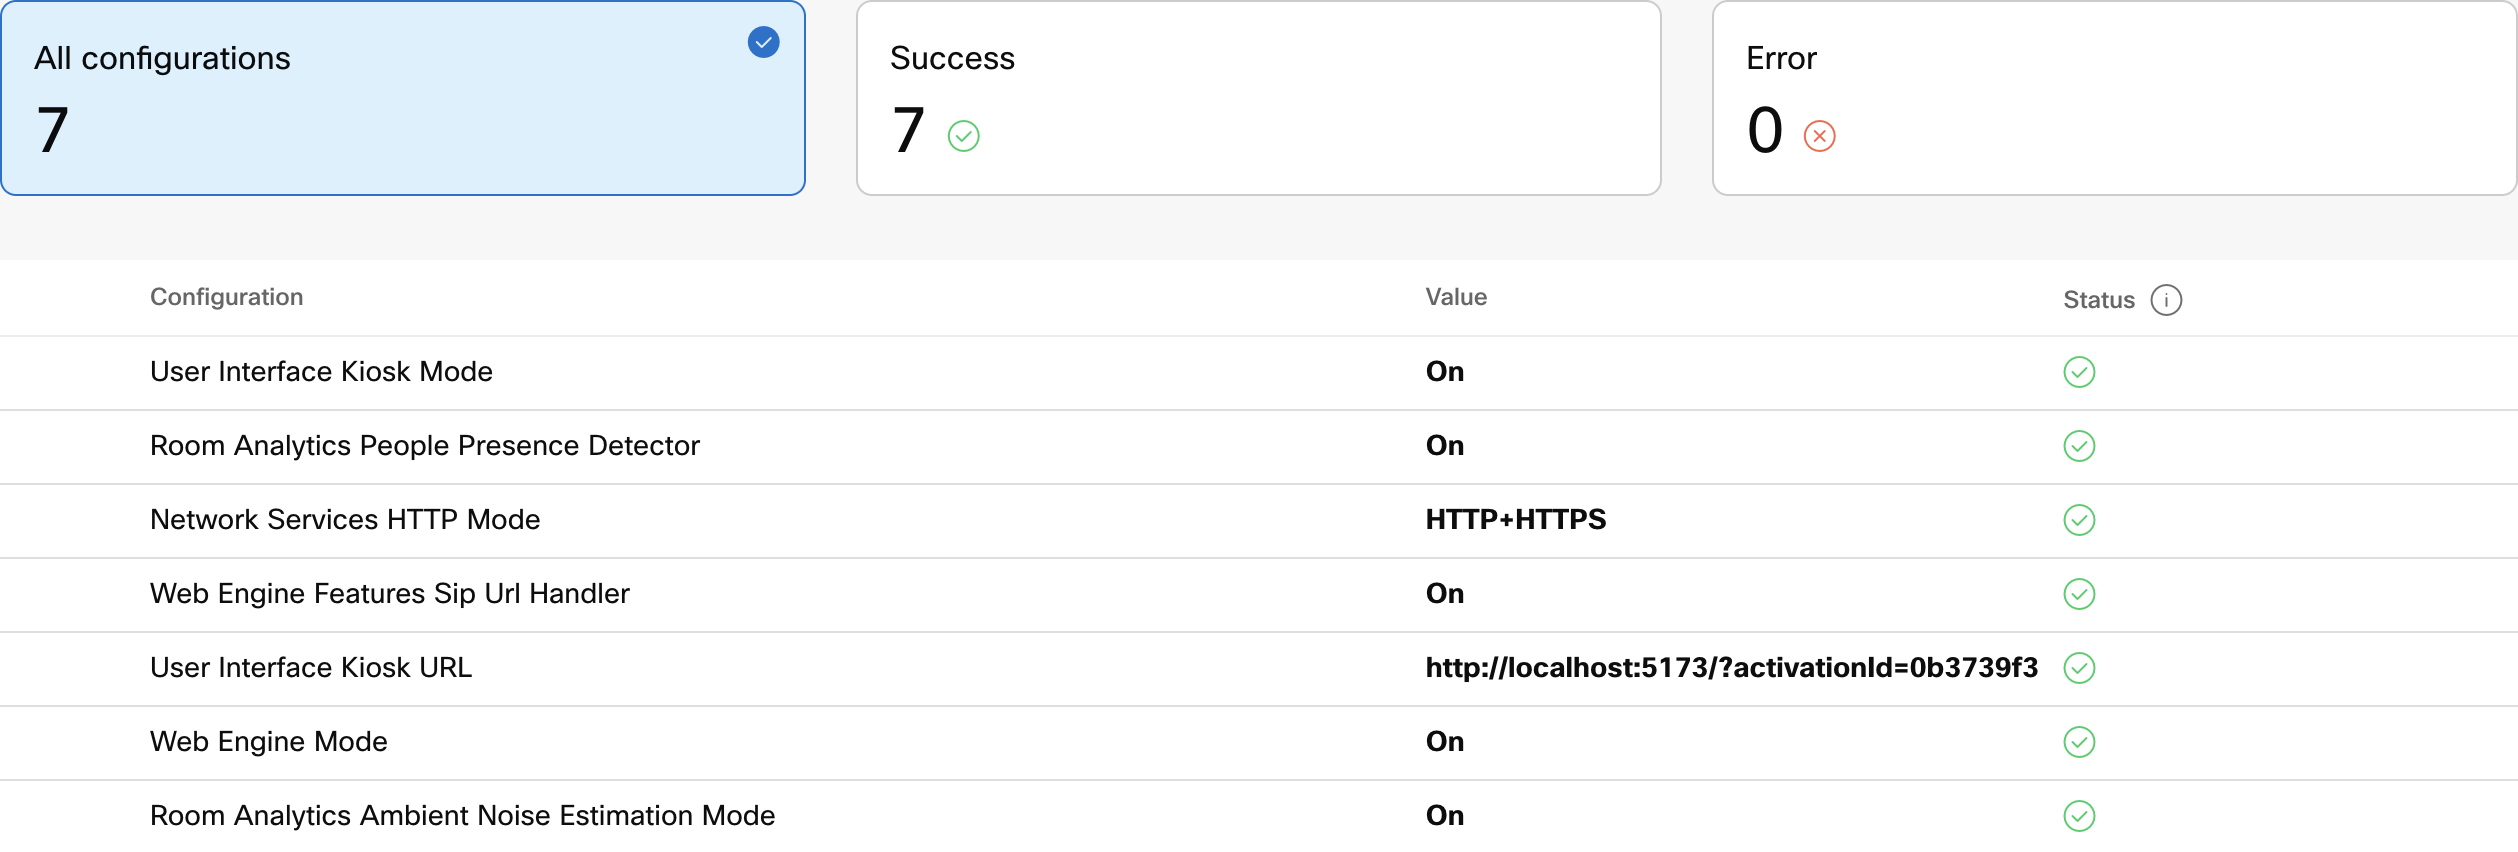 All configurations
7
Success
7
Error
0
Configuration Value Status
User Interface Kiosk Mode On
Room Analytics People Presence Detector On
Network Services HTTP Mode HTTP+HTTPS
Web Engine Features Sip Url Handler On
User Interface Kiosk URL http://localhost:5173/?activationId=0b3739f3
Web Engine Mode On
Room Analytics Ambient Noise Estimation Mode On